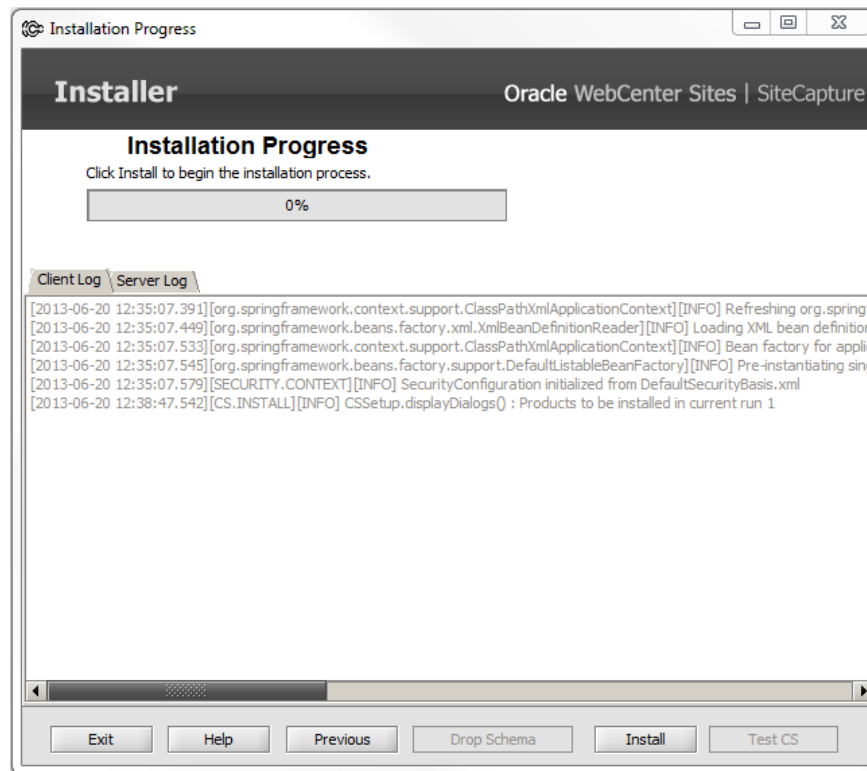 Installation Progress
Installer
Oracle WebCenter Sites | SiteCapture
Installation Progress
Click Install to begin the installation process.
0%
Client Log
Server Log
[2013-06-20 12:35:07.391][org.springframework.context.support.ClassPathXmlApplicationContext][INFO] Refreshing org.spring
[2013-06-20 12:35:07.449][org.springframework.beans.factory.xml.XmlBeanDefinitionReader][INFO] Loading XML bean definition
[2013-06-20 12:35:07.533][org.springframework.context.support.ClassPathXmlApplicationContext][INFO] Bean factory for appli
[2013-06-20 12:35:07.545][org.springframework.beans.factory.support.DefaultListableBeanFactory][INFO] Pre-instantiating sin
[2013-06-20 12:35:07.579][SECURITY.CONTEXT][INFO] SecurityConfiguration initialized from DefaultSecurityBasis.xml
[2013-06-20 12:38:47.542][CS.INSTALL][INFO] CSSetup.displayDialogs() : Products to be installed in current run 1
Exit
Help
Previous
Drop Schema
Install
Test CS